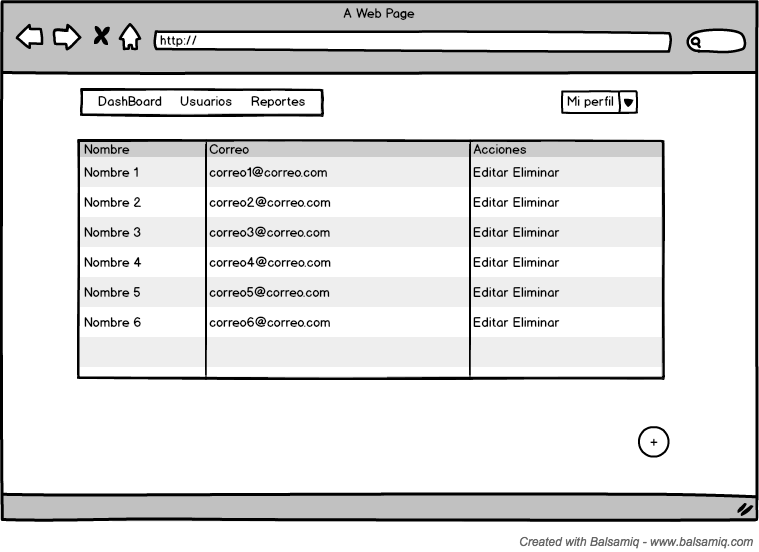 A Web Page
http://
DashBoard Usuarios Reportes Mi perfil
Nombre Correo Acciones
Nombre 1 correo1@correo.com Editar Eliminar
Nombre 2 correo2@correo.com Editar Eliminar
Nombre 3 correo3@correo.com Editar Eliminar
Nombre 4 correo4@correo.com Editar Eliminar
Nombre 5 correo5@correo.com Editar Eliminar
Nombre 6 correo6@correo.com Editar Eliminar
+
Created with Balsamiq - www.balsamiq.com